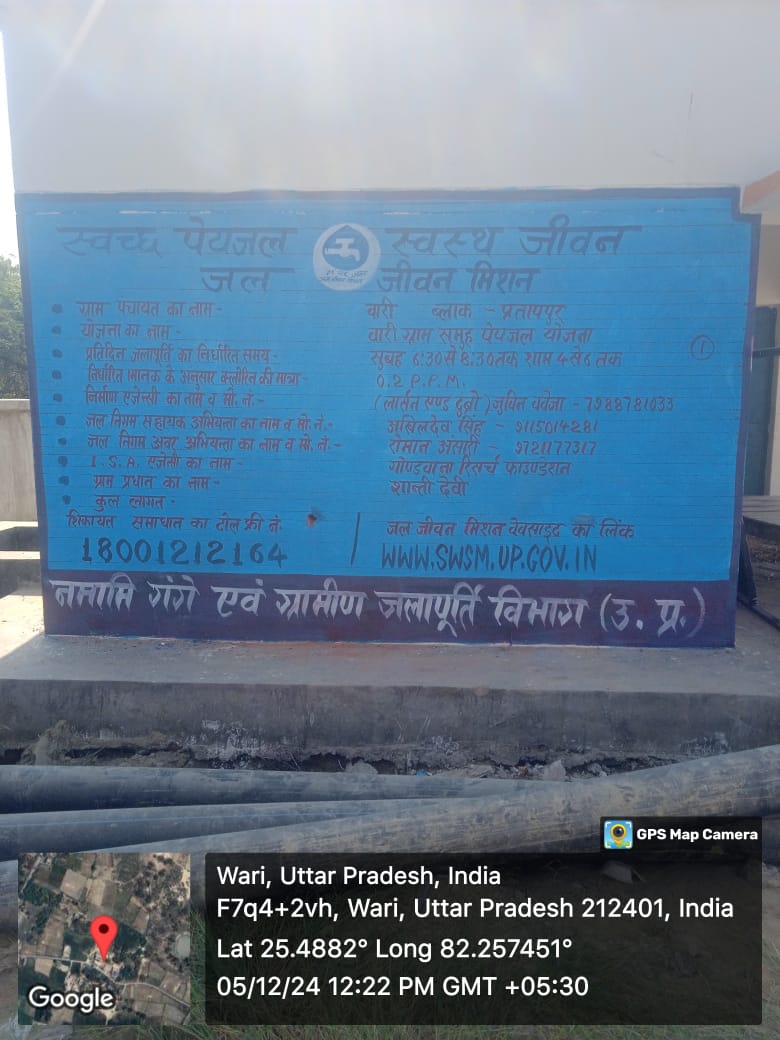 स्वच्छ पेयजल स्वस्थ जीवन
जल जीवन मिशन
ग्राम पंचायत का नाम - वारी ब्लाक - प्रतापपुर
योजना का नाम - वारी ग्राम समूह पेयजल योजना
प्रतिदिन जलापूर्ति का निर्धारित समय - सुबह 6:30 से 8.30 तक शाम 4 से 6 तक
निर्धारित मानक के अनुसार क्लोरिन की मात्रा - 0.2 P.P.M.
निर्माण एजेन्सी का नाम व मो. नं. - (लार्सन एण्ड टुब्रो) जुबिन चवेजा - 7988781033
जल निगम सहायक अभियन्ता का नाम व मो. नं. - अखिलदेव सिंह - 9115014281
जल निगम अवर अभियन्ता का नाम व मो. नं. - रोमान अंसारी - 9721177317
I.S.A. एजेंसी का नाम - गोण्डवाना रिसर्च फाउण्डेशन
ग्राम प्रधान का नाम - शान्ती देवी
कुल लागत -
1
शिकायत समाधान का टोल फ्री नं. जल जीवन मिशन वेबसाइट का लिंक
18001212164 / WWW.SWSM.UP.GOV.IN
नमामि गंगे एवं ग्रामीण जलापूर्ति विभाग (उ. प्र.)
GPS Map Camera
Wari, Uttar Pradesh, India
F7q4+2vh, Wari, Uttar Pradesh 212401, India
Lat 25.4882° Long 82.257451°
05/12/24 12:22 PM GMT +05:30
Google